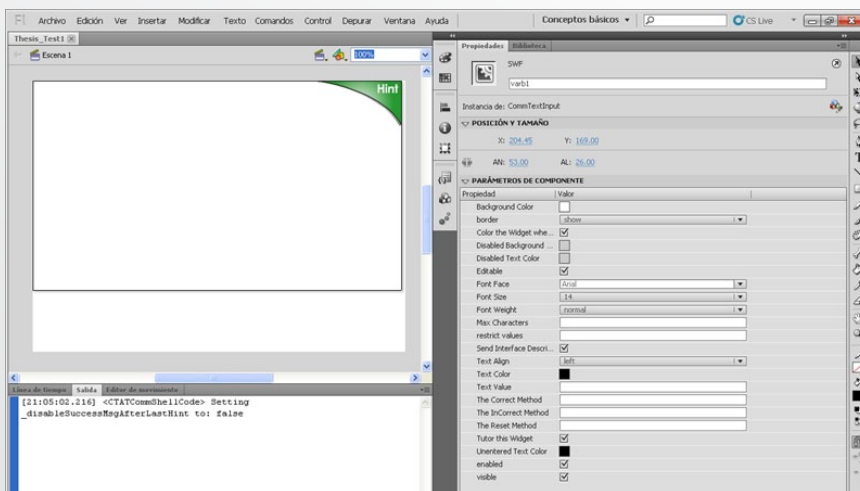 Fl Archivo Edición Ver Insertar Modificar Texto Comandos Control Depurar Ventana Ayuda Conceptos básicos CS Live
Thesis_Test1
Escena 1 100%
Hint
Línea de tiempo Salida Editor de movimiento
[21:05:02.216] <CTATCommShellCode> Setting
_disableSuccessMsgAfterLastHint to: false
Propiedades Biblioteca
SWF
varb1
Instancia de: CommTextInput
POSICIÓN Y TAMAÑO
X: 204.45 Y: 169.00
AN: 53.00 AL: 26.00
PARÁMETROS DE COMPONENTE
Propiedad Valor
Background Color
border show
Color the Widget whe...
Disabled Background ...
Disabled Text Color
Editable
Font Face Arial
Font Size 14
Font Weight normal
Max Characters
restrict values
Send Interface Descri...
Text Align left
Text Color
Text Value
The Correct Method
The InCorrect Method
The Reset Method
Tutor this Widget
Unentered Text Color
enabled
visible